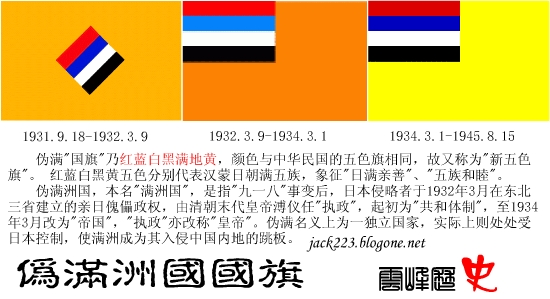 1931.9.18-1932.3.9 1932.3.9-1934.3.1 1934.3.1-1945.8.15
伪满"国旗"乃红蓝白黑满地黄，颜色与中华民国的五色旗相同，故又称为"新五色
旗"。 红蓝白黑黄五色分别代表汉蒙日朝满五族，象征"日满亲善"、"五族和睦"。
伪满洲国，本名"满洲国"，是指"九一八"事变后，日本侵略者于1932年3月在东北
三省建立的亲日傀儡政权，由清朝末代皇帝溥仪任"执政"，起初为"共和体制"，至1934
年3月改为"帝国"，"执政"亦改称"皇帝"。伪满名义上为一独立国家，实际上则处处受
日本控制，使满洲成为其入侵中国内地的跳板。 jack223.blogone.net
偽滿洲國國旗 雲峰歷史